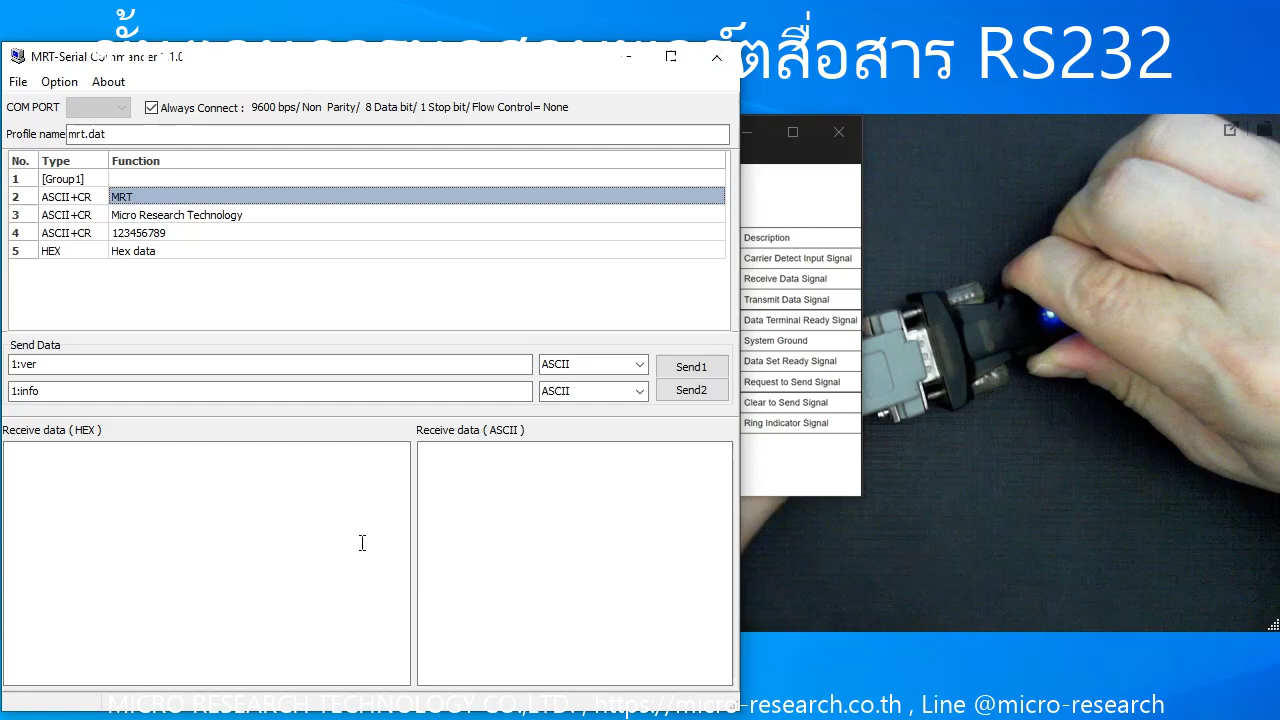 ตสื่อสาร RS232
MRT-Serial Commander 1.1.0
File Option About
COM PORT Always Connect : 9600 bps/ Non Parity/ 8 Data bit/ 1 Stop bit/ Flow Control= None
Profile name mrt.dat
No. Type Function
1 [Group1]
2 ASCII+CR MRT
3 ASCII+CR Micro Research Technology
4 ASCII+CR 123456789
5 HEX Hex data
Send Data
1:ver ASCII Send1
1:info ASCII Send2
Receive data ( HEX ) Receive data ( ASCII )
Description
Carrier Detect Input Signal
Receive Data Signal
Transmit Data Signal
Data Terminal Ready Signal
System Ground
Data Set Ready Signal
Request to Send Signal
Clear to Send Signal
Ring Indicator Signal
MICRO RESEARCH TECHNOLOGY CO.,LTD. , https://micro-research.co.th , Line @micro-research